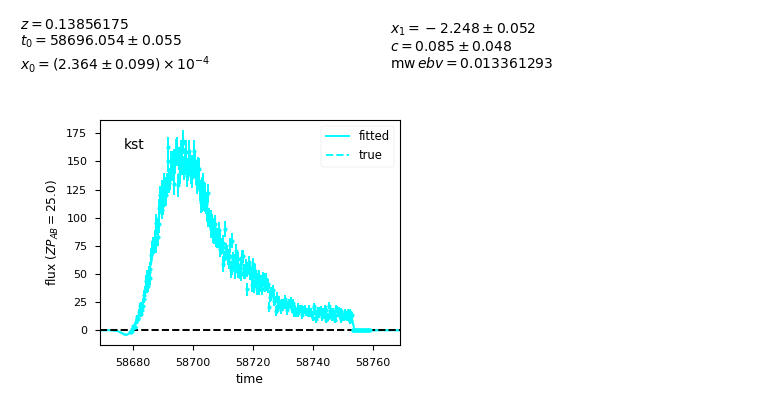 z = 0.13856175
t₀ = 58696.054 ± 0.055
x₀ = (2.364 ± 0.099) × 10⁻⁴
x₁ = − 2.248 ± 0.052
c = 0.085 ± 0.048
mw ebv = 0.013361293
kst
fitted
true
175
150
125
100
75
50
25
0
flux (ZP_AB = 25.0)
58680 58700 58720 58740 58760
time